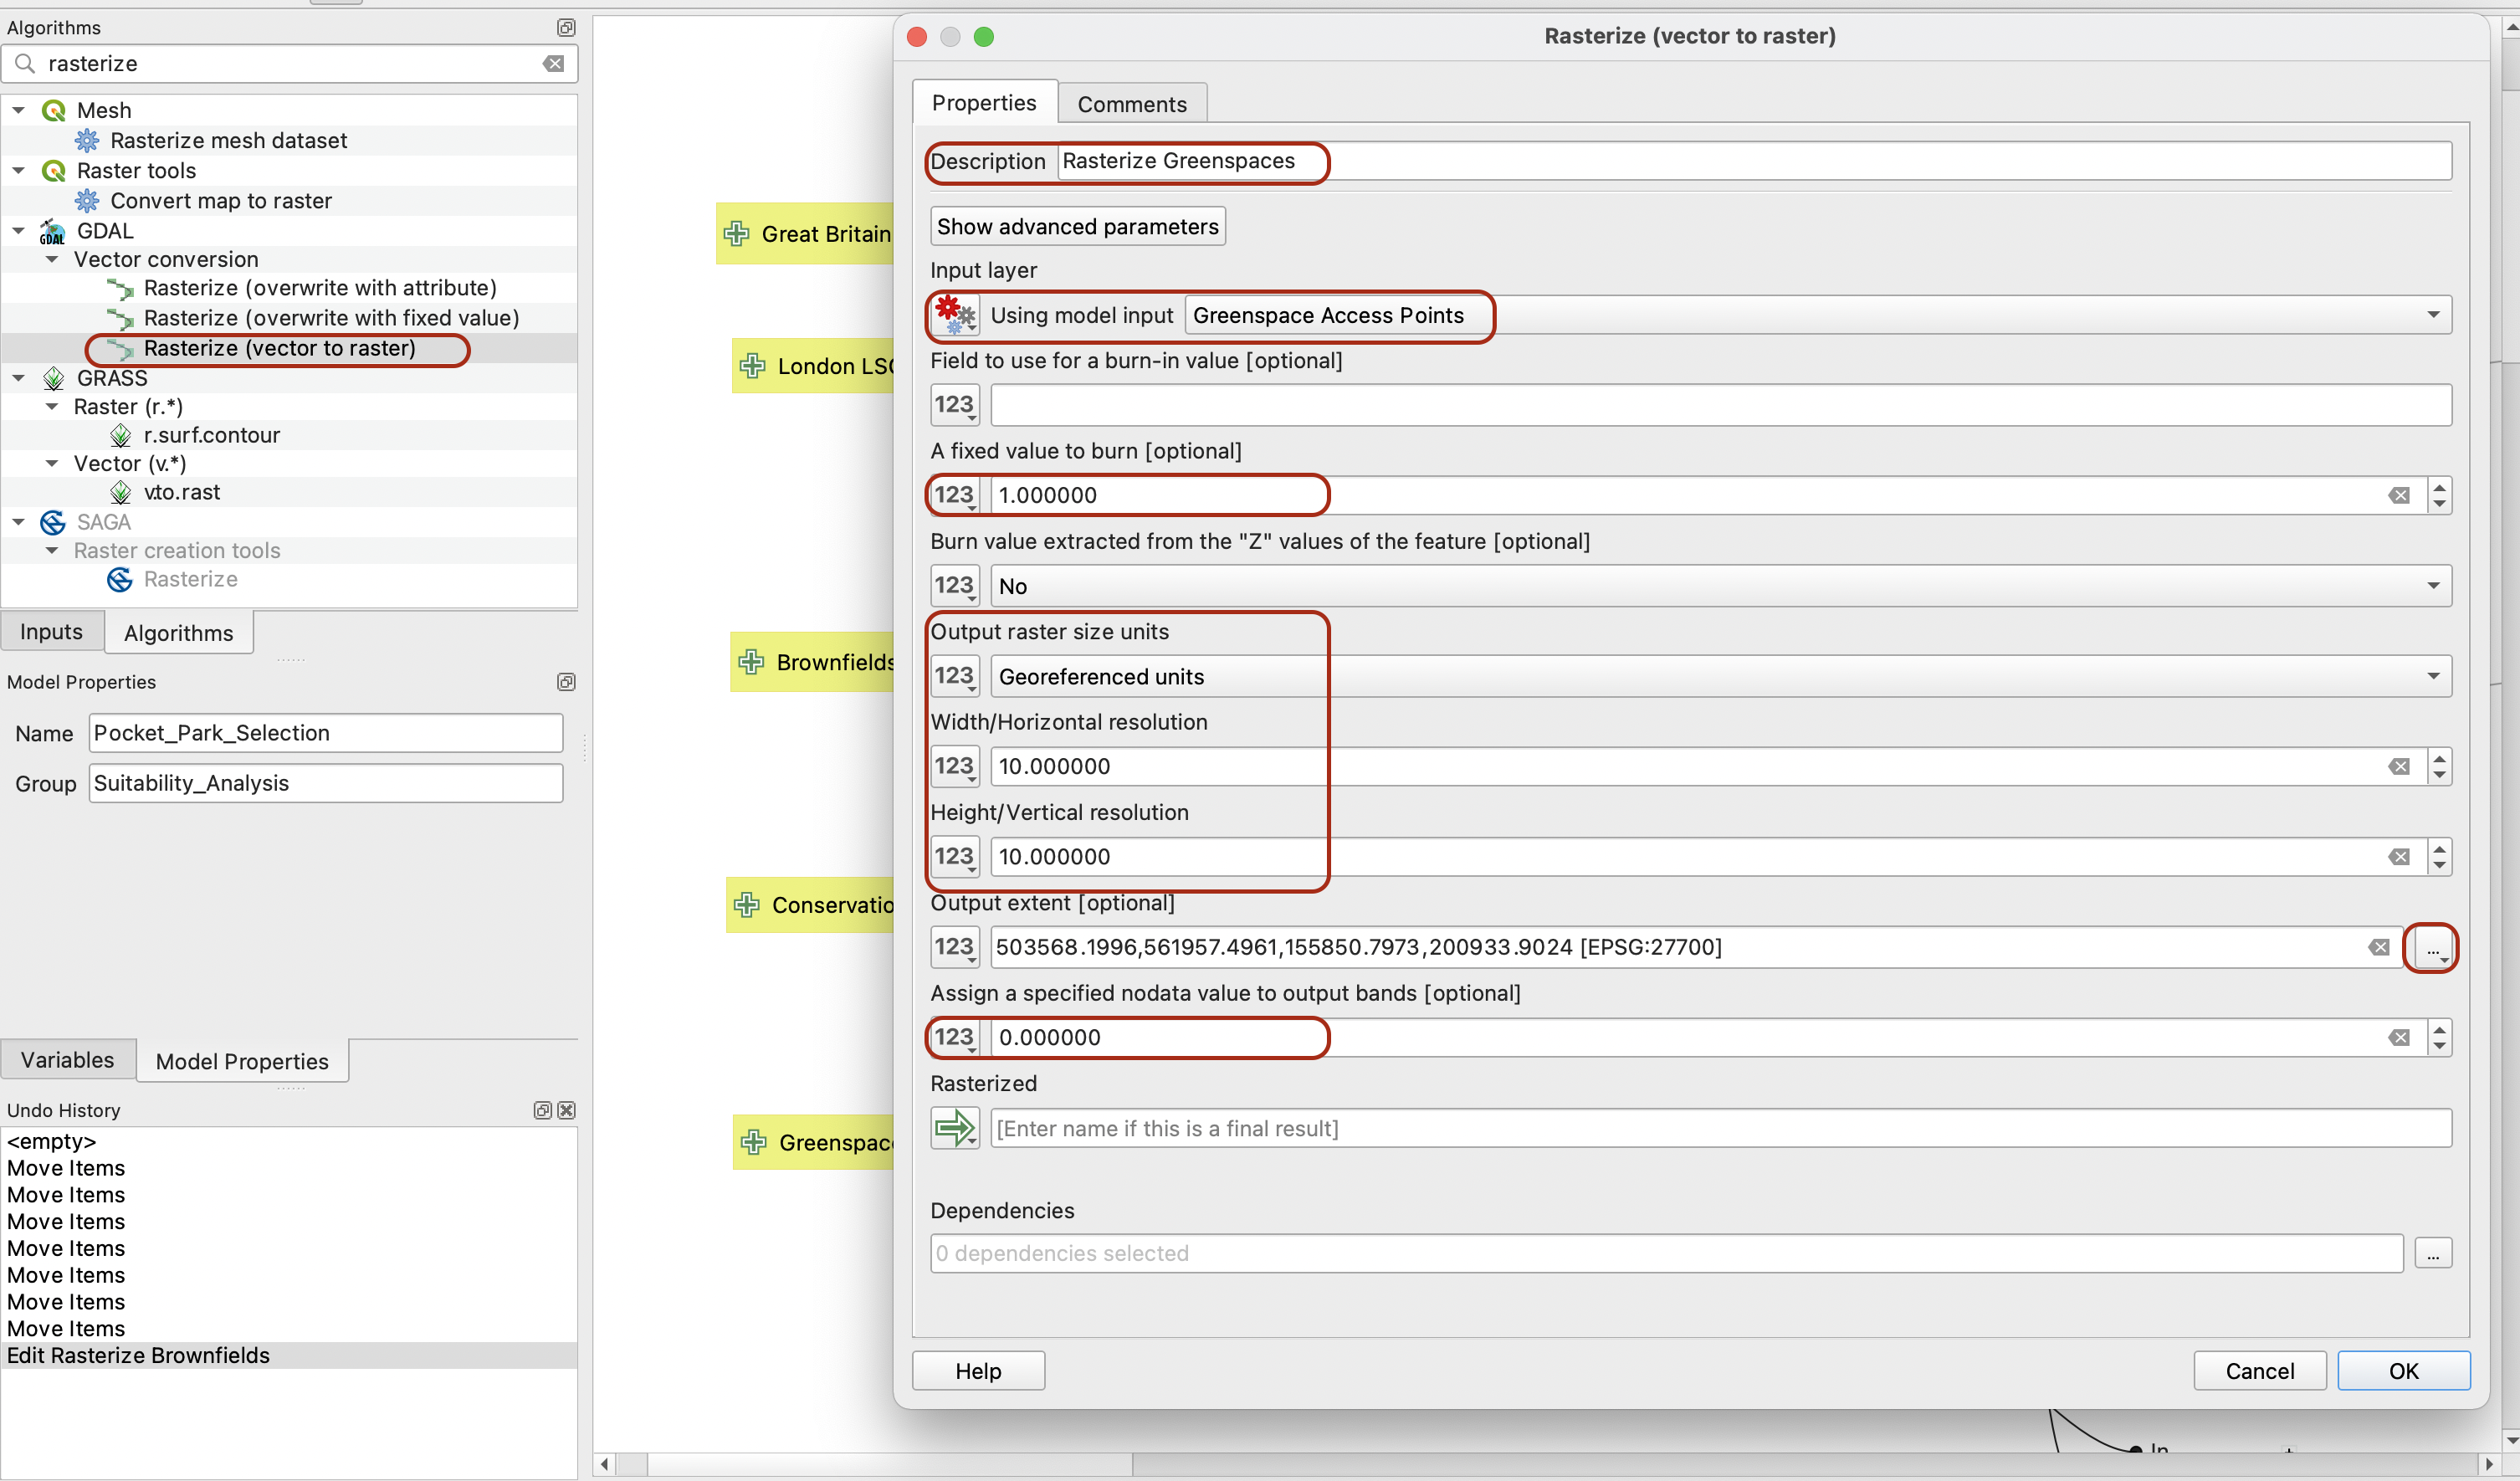 Algorithms
rasterize
Mesh
Rasterize mesh dataset
Raster tools
Convert map to raster
GDAL
GDAL
Vector conversion
Rasterize (overwrite with attribute)
Rasterize (overwrite with fixed value)
Rasterize (vector to raster)
GRASS
Raster (r.*)
r.surf.contour
Vector (v.*)
v.to.rast
SAGA
Raster creation tools
Rasterize
Inputs
Algorithms
Model Properties
Name
Pocket_Park_Selection
Group
Suitability_Analysis
Variables
Model Properties
Undo History
<empty>
Move Items
Move Items
Move Items
Move Items
Move Items
Move Items
Move Items
Edit Rasterize Brownfields
Great Britain
London LSO
Brownfields
Conservatio
Greenspace
In
Rasterize (vector to raster)
Properties
Comments
Description
Rasterize Greenspaces
Show advanced parameters
Input layer
Using model input
Greenspace Access Points
Field to use for a burn-in value [optional]
123
A fixed value to burn [optional]
123
1.000000
Burn value extracted from the "Z" values of the feature [optional]
123
No
Output raster size units
123
Georeferenced units
Width/Horizontal resolution
123
10.000000
Height/Vertical resolution
123
10.000000
Output extent [optional]
123
503568.1996,561957.4961,155850.7973,200933.9024 [EPSG:27700]
...
Assign a specified nodata value to output bands [optional]
123
0.000000
Rasterized
[Enter name if this is a final result]
Dependencies
0 dependencies selected
...
Help
Cancel
OK